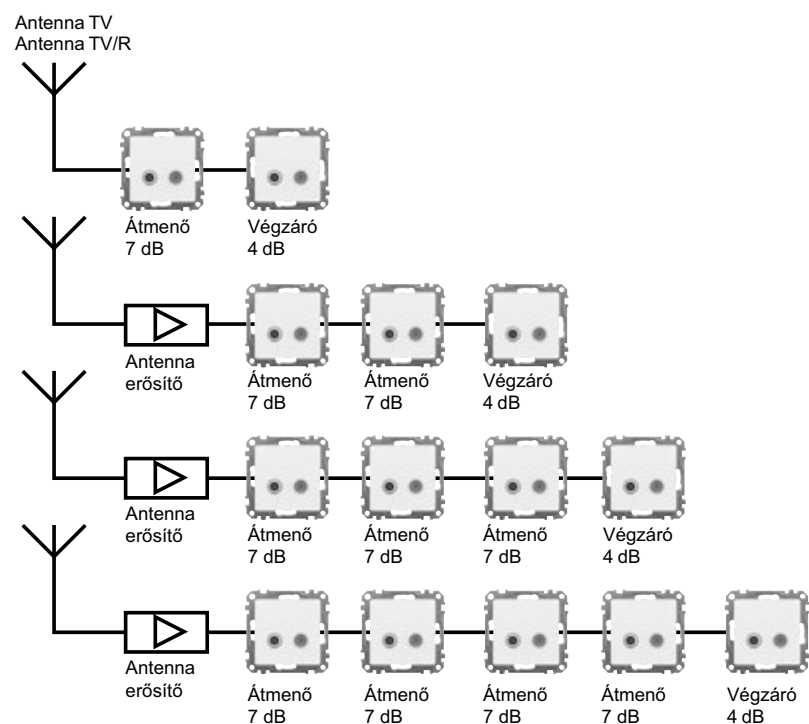 Antenna TV
Antenna TV/R
Átmenő
7 dB
Végzáró
4 dB
Antenna
erősítő
Átmenő
7 dB
Átmenő
7 dB
Végzáró
4 dB
Antenna
erősítő
Átmenő
7 dB
Átmenő
7 dB
Átmenő
7 dB
Végzáró
4 dB
Antenna
erősítő
Átmenő
7 dB
Átmenő
7 dB
Átmenő
7 dB
Átmenő
7 dB
Végzáró
4 dB